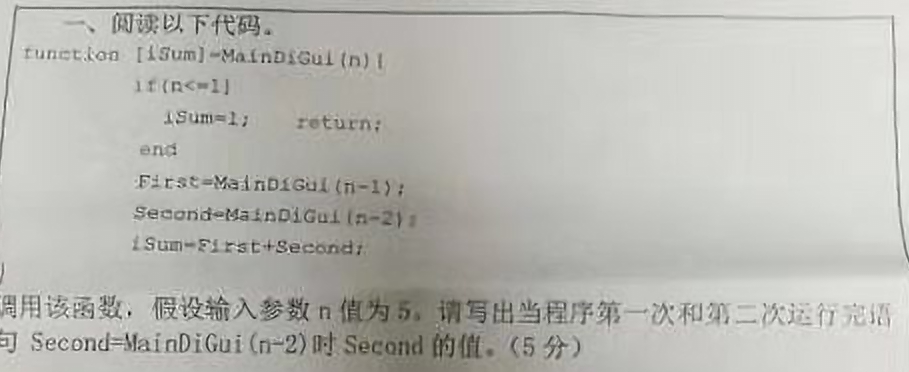 一、阅读以下代码。
function [iSum]=MainDiGui(n){
if(n<=1)
iSum=1; return;
end
First=MainDiGui(n-1);
Second=MainDiGui(n-2);
iSum=First+Second;
调用该函数，假设输入参数 n 值为 5。请写出当程序第一次和第二次运行完语
句 Second=MainDiGui(n-2)时 Second 的值。(5 分)